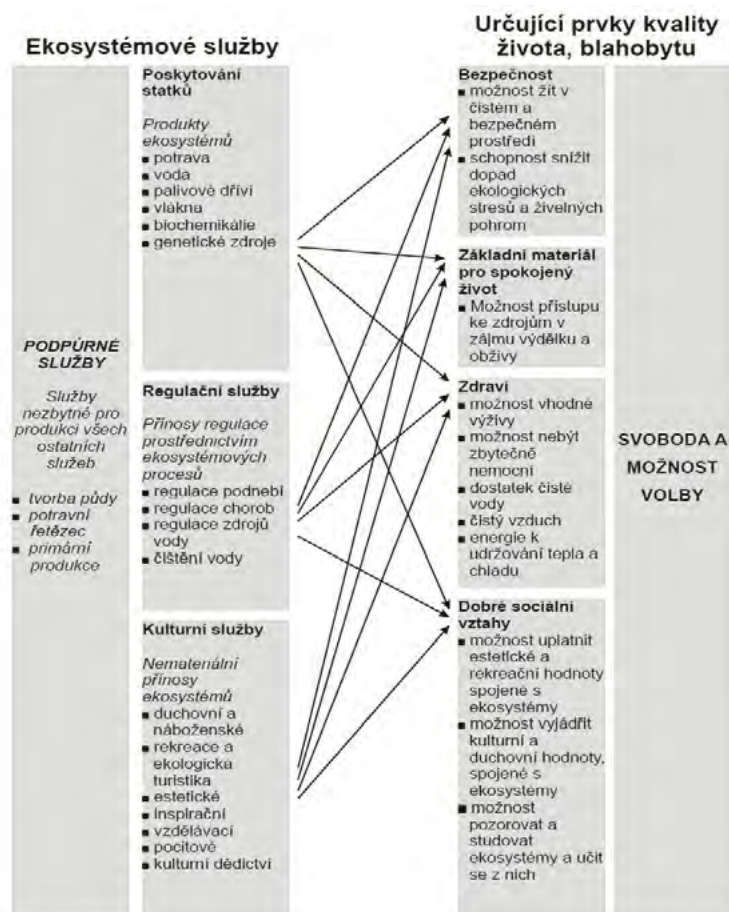 Ekosystémové služby
PODPŮRNÉ
SLUŽBY
Služby
nezbytné pro
produkci všech
ostatních
služeb
■ tvorba půdy
■ potravní
řetězec
■ primární
produkce
Poskytování
statků
Produkty
ekosystémů
■ potrava
■ voda
■ palivové dříví
■ vlákna
■ biochemikálie
■ genetické zdroje
Regulační služby
Přínosy regulace
prostřednictvím
ekosystémových
procesů
■ regulace podnebí
■ regulace chorob
■ regulace zdrojů
vody
■ čištění vody
Kulturní služby
Nemateriální
přínosy
ekosystémů
■ duchovní a
náboženské
■ rekreace a
ekologická
turistika
■ estetické
■ inspirační
■ vzdělávací
■ pocitové
■ kulturní dědictví
Určující prvky kvality
života, blahobytu
Bezpečnost
■ možnost žít v
čistém a
bezpečném
prostředí
■ schopnost snížit
dopad
ekologických
stresů a živelných
pohrom
Základní materiál
pro spokojený
život
■ Možnost přístupu
ke zdrojům v
zájmu výdělku a
obživy
Zdraví
■ možnost vhodné
výživy
■ možnost nebýt
zbytečně
nemocní
■ dostatek čisté
vody
■ čistý vzduch
■ energie k
udržování tepla a
chladu
Dobré sociální
vztahy
■ možnost uplatnit
estetické a
rekreační hodnoty
spojené s
ekosystémy
■ možnost vyjádřit
kulturní a
duchovní hodnoty,
spojené s
ekosystémy
■ možnost
pozorovat a
studovat
ekosystémy a učit
se z nich
SVOBODA A
MOŽNOST
VOLBY